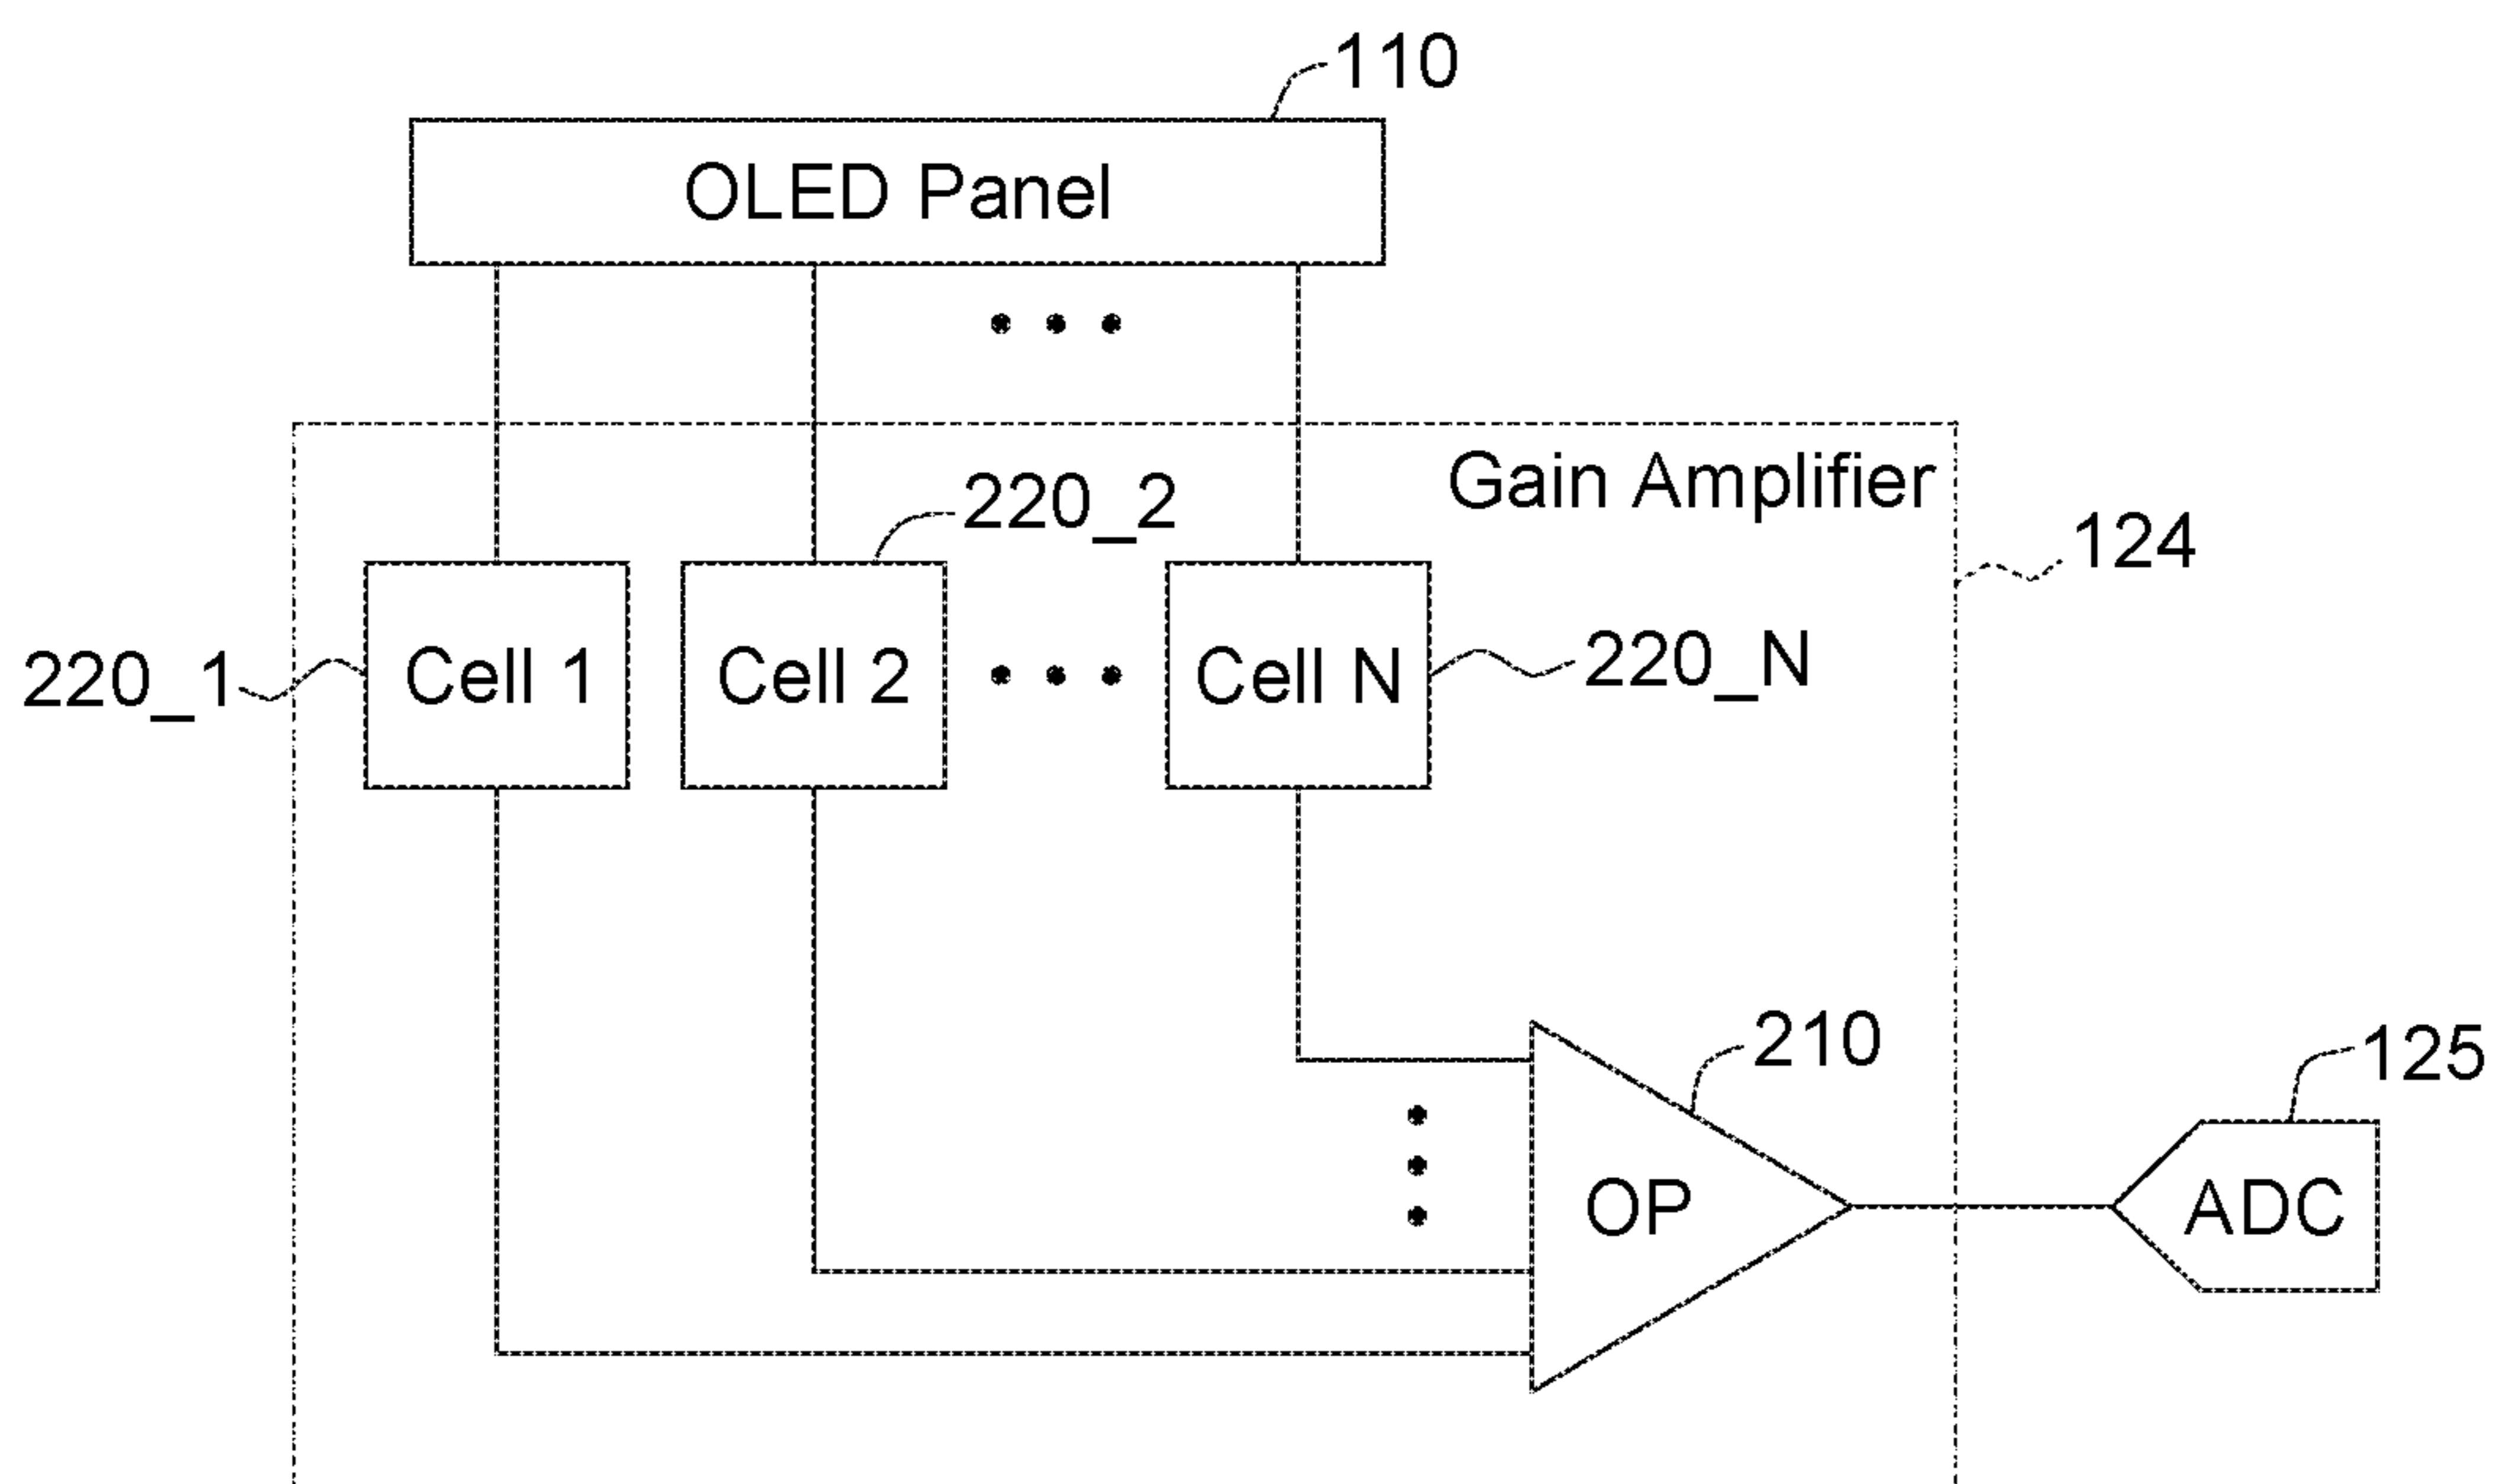 110
OLED Panel
Gain Amplifier
220_2
124
220_1
Cell 1
Cell 2
Cell N
220_N
210
125
OP
ADC